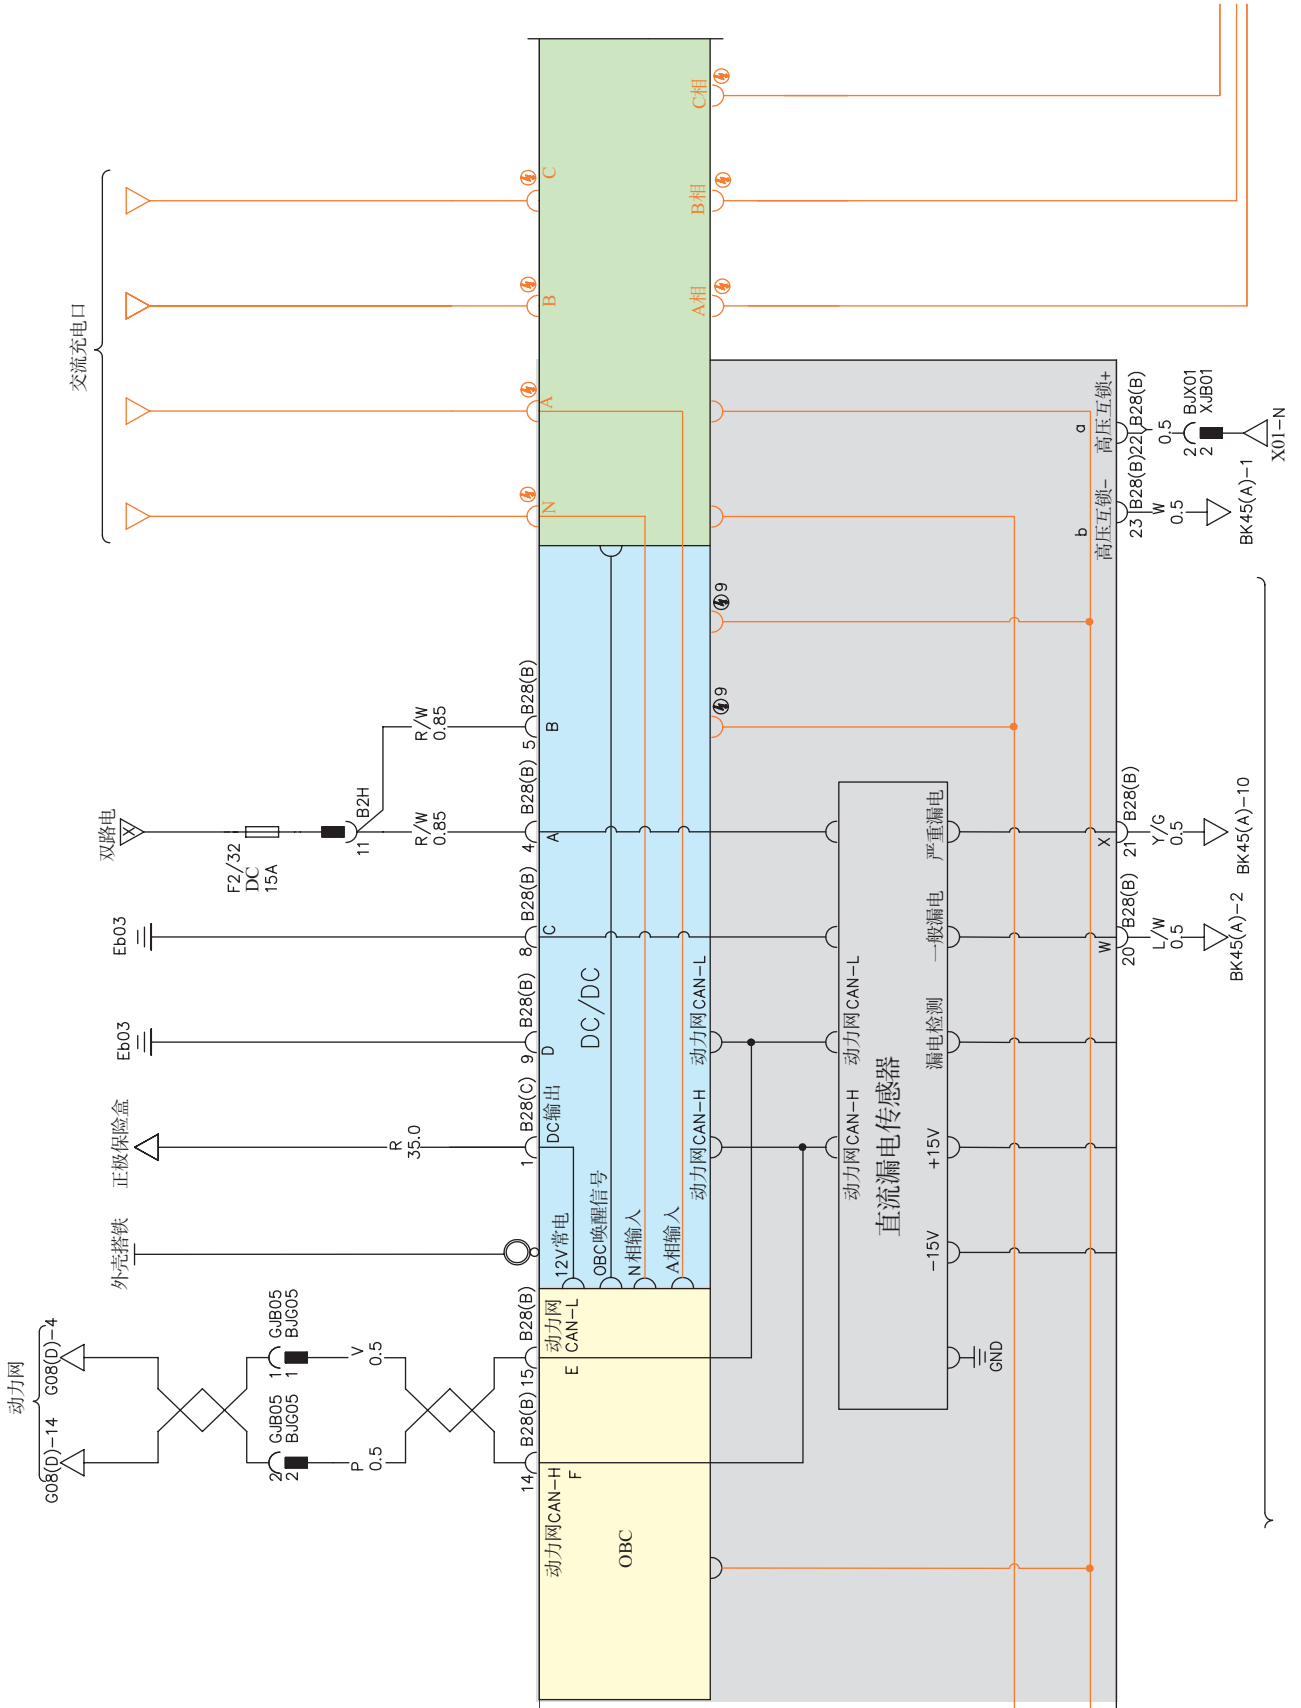 动力网
G08(D)-14
G08(D)-4
2
GJB05
2
BJG05
1
GJB05
1
BJG05
P
0.5
V
0.5
14
B28(B)
15
B28(B)
外壳搭铁
正极保险盒
R
35.0
1
B28(C)
Eb03
9
B28(B)
Eb03
8
B28(B)
双路电
X
F2/32
DC
15A
11
B2H
R/W
0.85
R/W
0.85
4
B28(B)
5
B28(B)
交流充电口
动力网CAN-H
F
动力网
CAN-L
E
OBC
DC输出
D
C
A
B
N
A
B
C
12V常电
OBC唤醒信号
N相输入
A相输入
DC/DC
动力网CAN-H
动力网CAN-L
9
9
A相
B相
C相
动力网CAN-H
动力网CAN-L
直流漏电传感器
GND
-15V
+15V
漏电检测
一般漏电
严重漏电
W
20
B28(B)
L/W
0.5
BK45(A)-2
X
21
B28(B)
Y/G
0.5
BK45(A)-10
b
高压互锁-
23
B28(B)
W
0.5
BK45(A)-1
a
高压互锁+
22
B28(B)
Y
0.5
2
BJX01
2
XJB01
X01-N